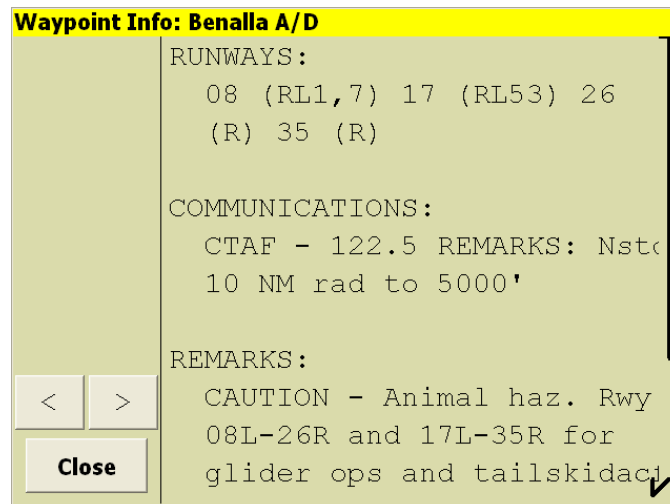 Waypoint Info: Benalla A/D
RUNWAYS:
08 (RL1,7) 17 (RL53) 26
(R) 35 (R)
COMMUNICATIONS:
CTAF - 122.5 REMARKS: Nstc
10 NM rad to 5000'
REMARKS:
CAUTION - Animal haz. Rwy
08L-26R and 17L-35R for
glider ops and
< >
Close